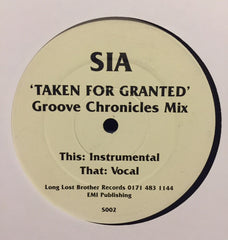 SIA
'TAKEN FOR GRANTED'
Groove Chronicles Mix
This: Instrumental
That: Vocal
Long Lost Brother Records 0171 483 1144
EMI Publishing
S002